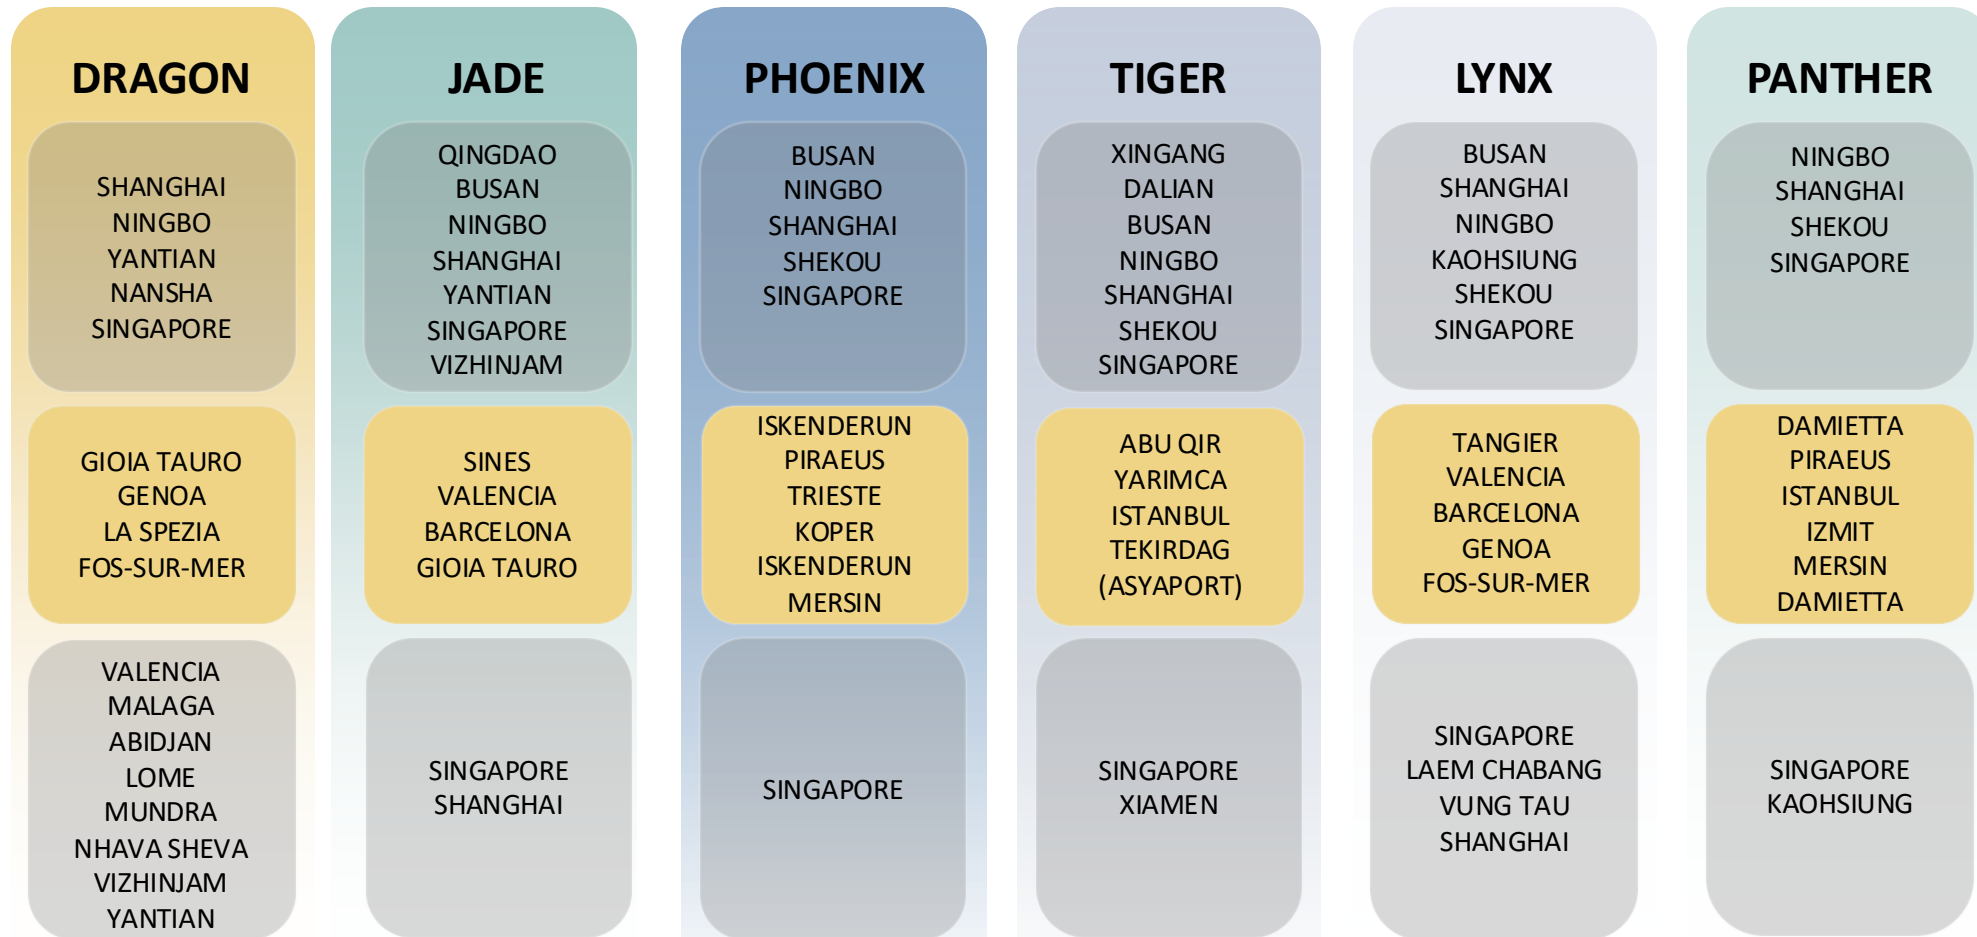 DRAGON
SHANGHAI
NINGBO
YANTIAN
NANSHA
SINGAPORE
GIOIA TAURO
GENOA
LA SPEZIA
FOS-SUR-MER
VALENCIA
MALAGA
ABIDJAN
LOME
MUNDRA
NHAVA SHEVA
VIZHINJAM
YANTIAN
JADE
QINGDAO
BUSAN
NINGBO
SHANGHAI
YANTIAN
SINGAPORE
VIZHINJAM
SINES
VALENCIA
BARCELONA
GIOIA TAURO
SINGAPORE
SHANGHAI
PHOENIX
BUSAN
NINGBO
SHANGHAI
SHEKOU
SINGAPORE
ISKENDERUN
PIRAEUS
TRIESTE
KOPER
ISKENDERUN
MERSIN
SINGAPORE
TIGER
XINGANG
DALIAN
BUSAN
NINGBO
SHANGHAI
SHEKOU
SINGAPORE
ABU QIR
YARIMCA
ISTANBUL
TEKIRDAG
(ASYAPORT)
SINGAPORE
XIAMEN
LYNX
BUSAN
SHANGHAI
NINGBO
KAOHSIUNG
SHEKOU
SINGAPORE
TANGIER
VALENCIA
BARCELONA
GENOA
FOS-SUR-MER
SINGAPORE
LAEM CHABANG
VUNG TAU
SHANGHAI
PANTHER
NINGBO
SHANGHAI
SHEKOU
SINGAPORE
DAMIETTA
PIRAEUS
ISTANBUL
IZMIT
MERSIN
DAMIETTA
SINGAPORE
KAOHSIUNG